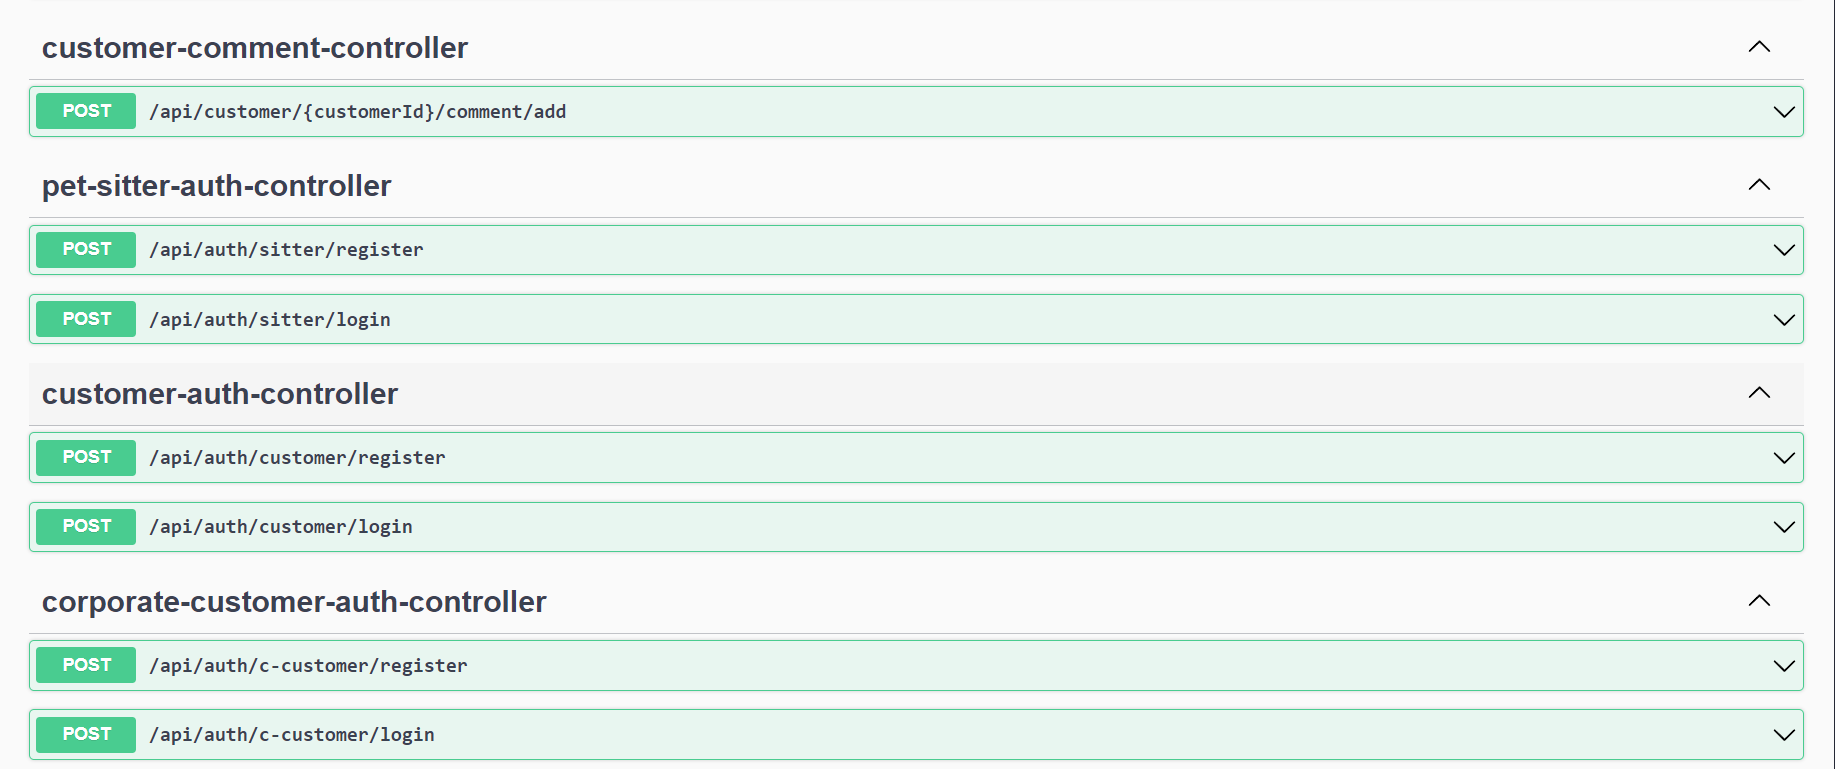 customer-comment-controller
POST /api/customer/{customerId}/comment/add
pet-sitter-auth-controller
POST /api/auth/sitter/register
POST /api/auth/sitter/login
customer-auth-controller
POST /api/auth/customer/register
POST /api/auth/customer/login
corporate-customer-auth-controller
POST /api/auth/c-customer/register
POST /api/auth/c-customer/login